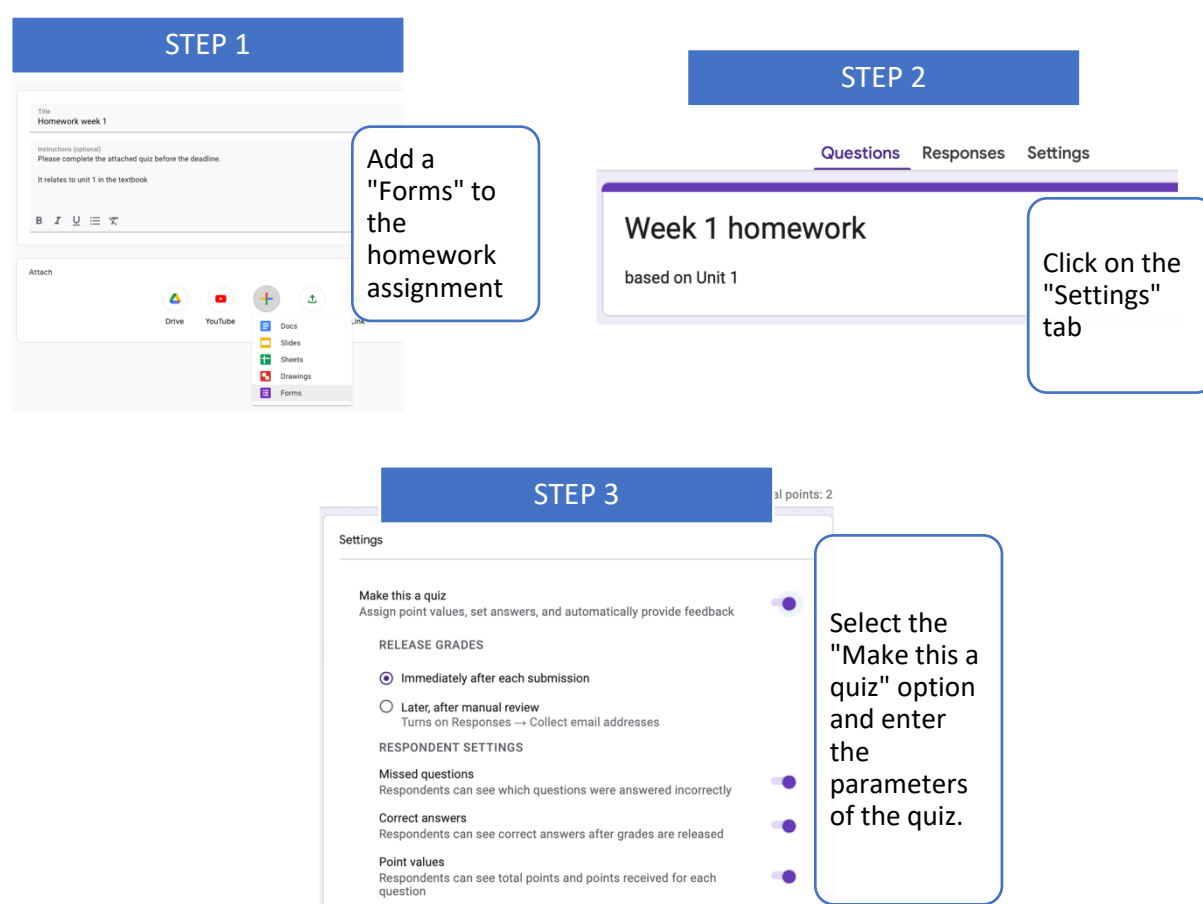 STEP 1
Title
Homework week 1
Instructions (optional)
Please complete the attached quiz before the deadline.
It relates to unit 1 in the textbook
B I U
Attach
Drive
YouTube
Link
Docs
Slides
Sheets
Drawings
Forms
Add a
"Forms" to
the
homework
assignment
STEP 2
Questions Responses Settings
Week 1 homework
based on Unit 1
Click on the
"Settings"
tab
STEP 3
al points: 2
Settings
Make this a quiz
Assign point values, set answers, and automatically provide feedback
RELEASE GRADES
Immediately after each submission
Later, after manual review
Turns on Responses → Collect email addresses
RESPONDENT SETTINGS
Missed questions
Respondents can see which questions were answered incorrectly
Correct answers
Respondents can see correct answers after grades are released
Point values
Respondents can see total points and points received for each
question
Select the
"Make this a
quiz" option
and enter
the
parameters
of the quiz.